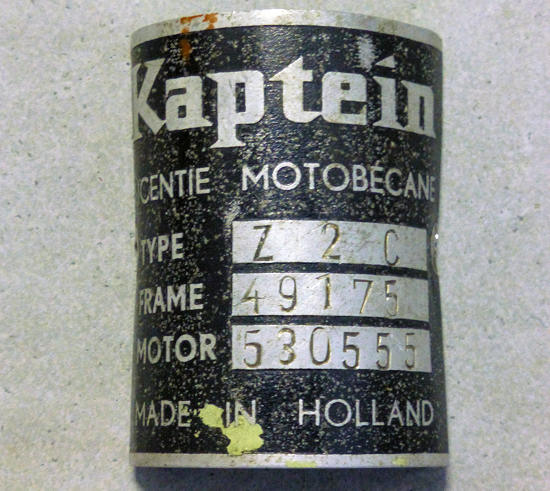 Kaptein
ICENTIE MOTOBÉCANE
TYPE Z 2 C
FRAME 49175
MOTOR 530555
MADE IN HOLLAND